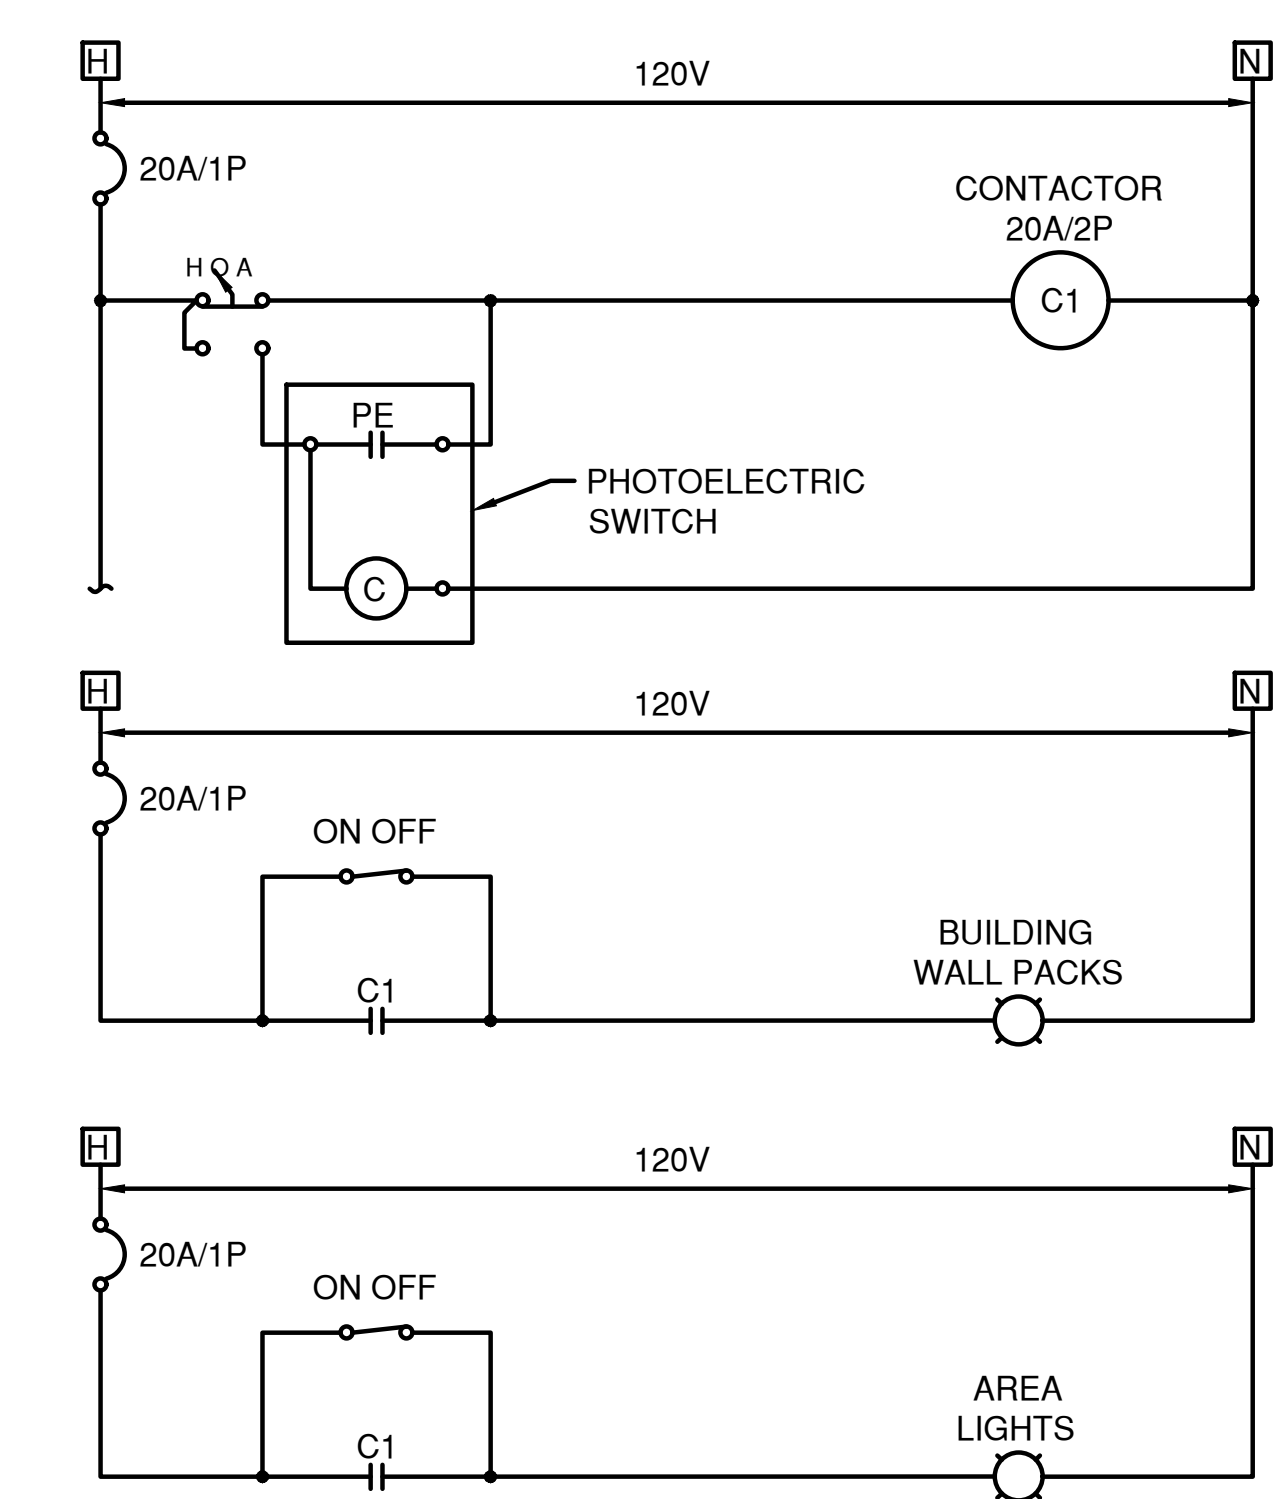 H
N
120V
20A/1P
CONTACTOR
20A/2P
H O A
C1
PE
PHOTOELECTRIC
SWITCH
C
H
N
120V
20A/1P
ON OFF
BUILDING
WALL PACKS
C1
H
N
120V
20A/1P
ON OFF
AREA
LIGHTS
C1